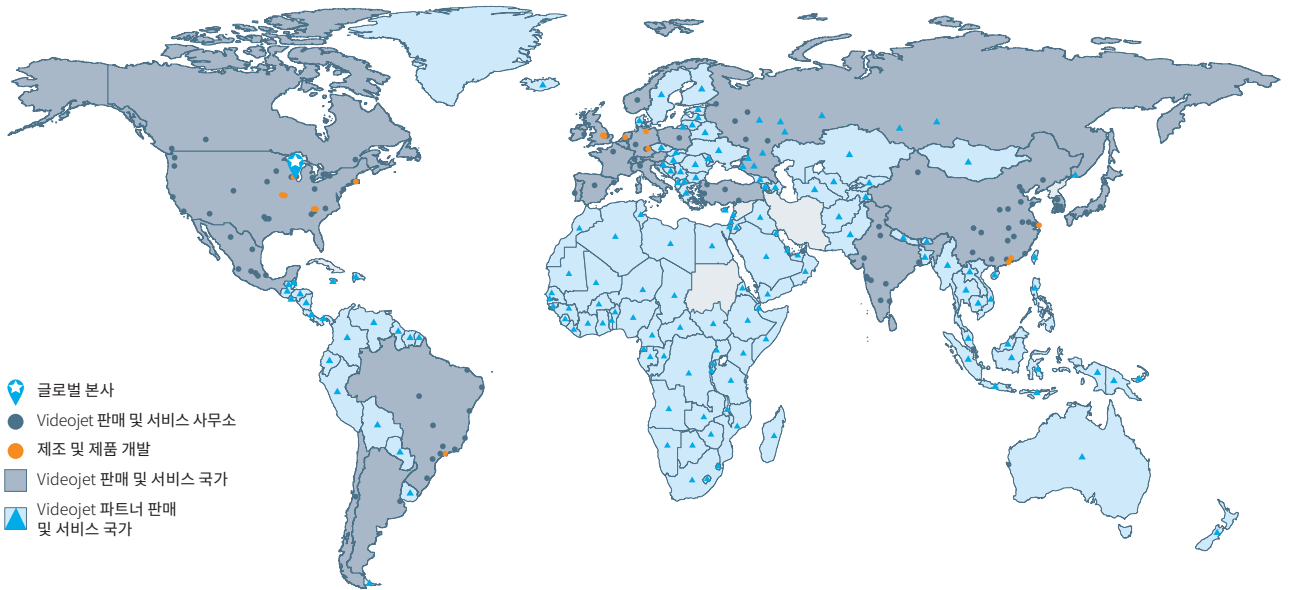 글로벌 본사
Videojet 판매 및 서비스 사무소
제조 및 제품 개발
Videojet 판매 및 서비스 국가
Videojet 파트너 판매
및 서비스 국가